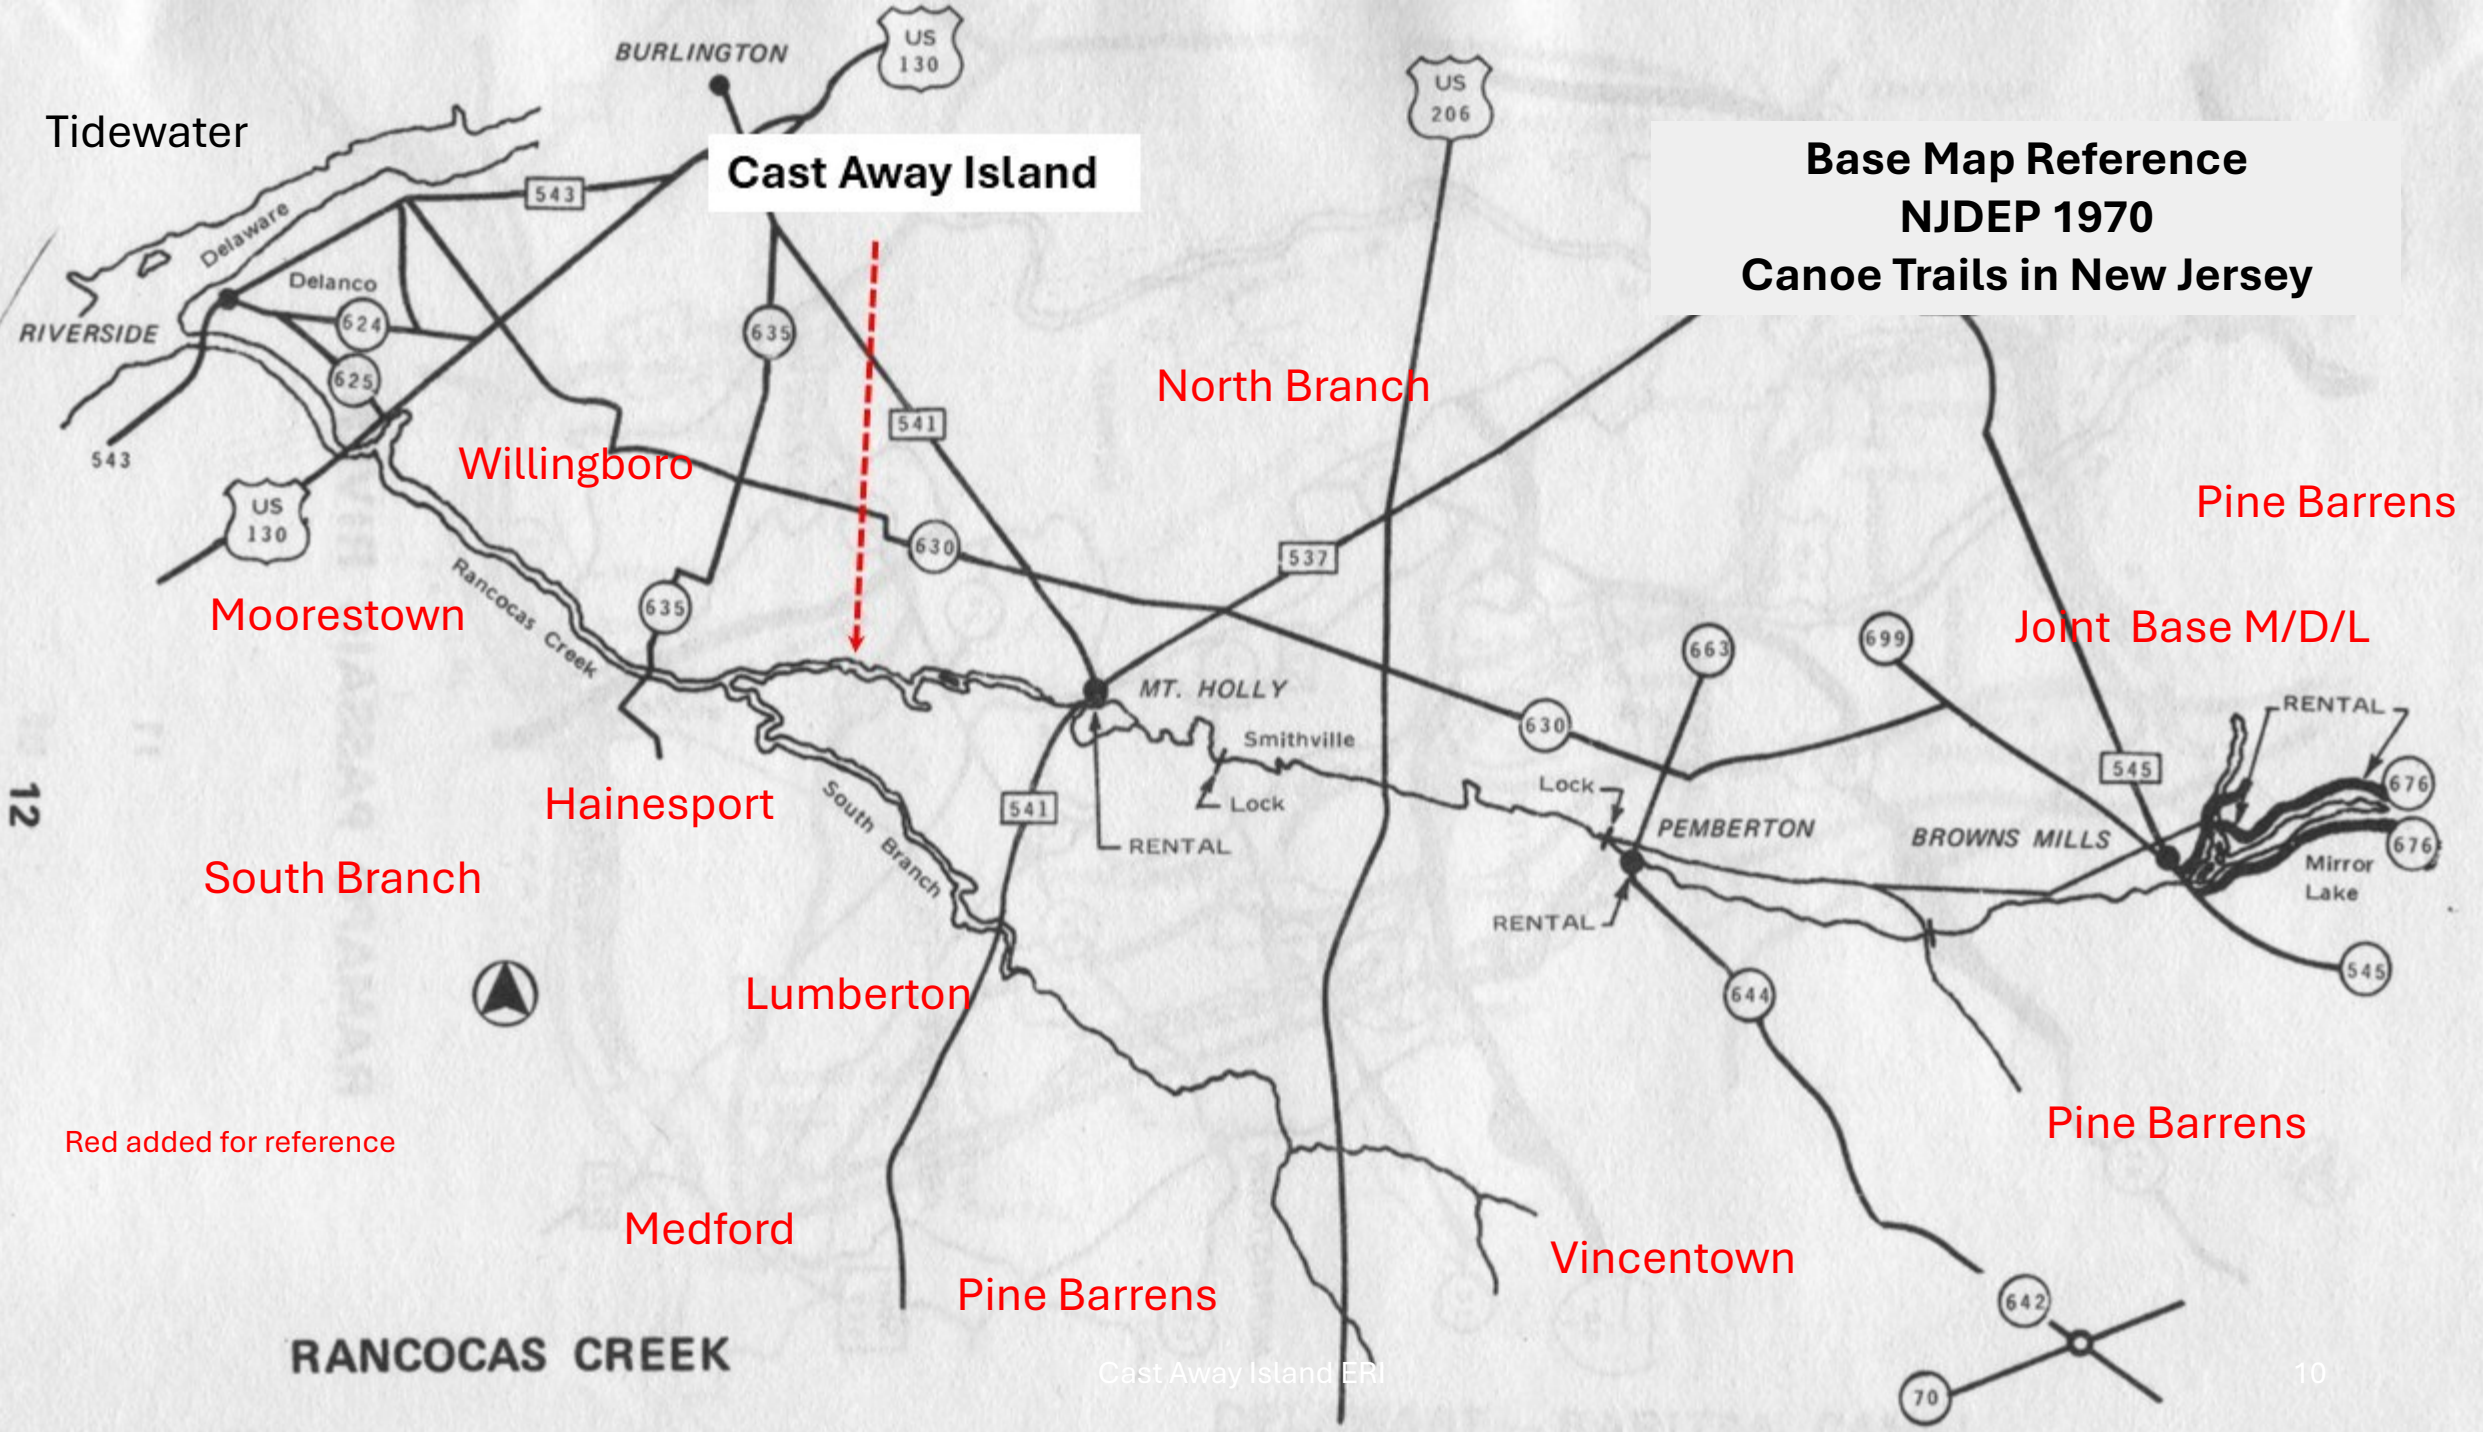 BURLINGTON
US
130
US
206
Tidewater
Cast Away Island
Base Map Reference
NJDEP 1970
Canoe Trails in New Jersey
543
Delaware
Delanco
RIVERSIDE
624
635
625
North Branch
541
543
Willingboro
US
130
Pine Barrens
630
537
Rancocas Creek
635
Moorestown
663
699
Joint Base M/D/L
MT. HOLLY
RENTAL
630
Smithville
545
676
Lock
Lock
Hainesport
541
12
South Branch
PEMBERTON
BROWNS MILLS
676
RENTAL
Mirror
Lake
South Branch
RENTAL
545
Lumberton
644
Pine Barrens
Red added for reference
Medford
Vincentown
Pine Barrens
642
RANCOCAS CREEK
Cast Away Island ERI
10
70